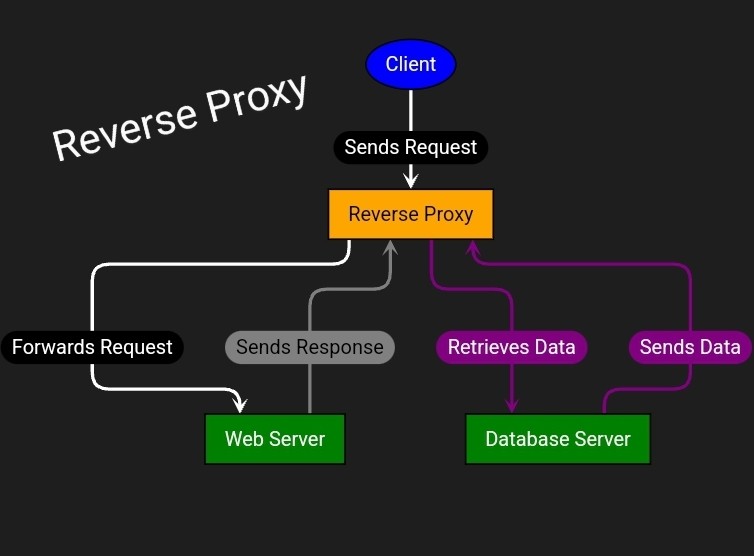 Client
Reverse Proxy
Sends Request
Reverse Proxy
Forwards Request
Sends Response
Retrieves Data
Sends Data
Web Server
Database Server